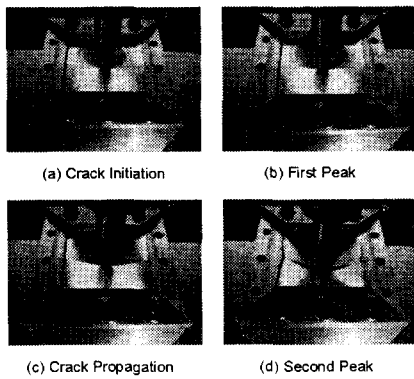 (a) Crack Initiation
(b) First Peak
(c) Crack Propagation
(d) Second Peak